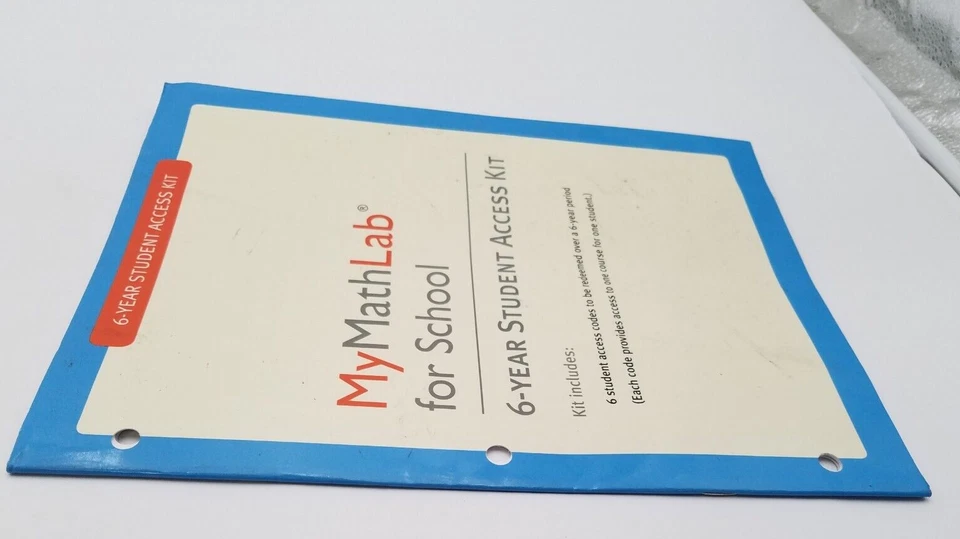 6-YEAR STUDENT ACCESS KIT
MyMathLab®
for School
6-YEAR STUDENT ACCESS KIT
Kit includes:
6 student access codes to be redeemed over a 6-year period
(Each code provides access to one course for one student.)